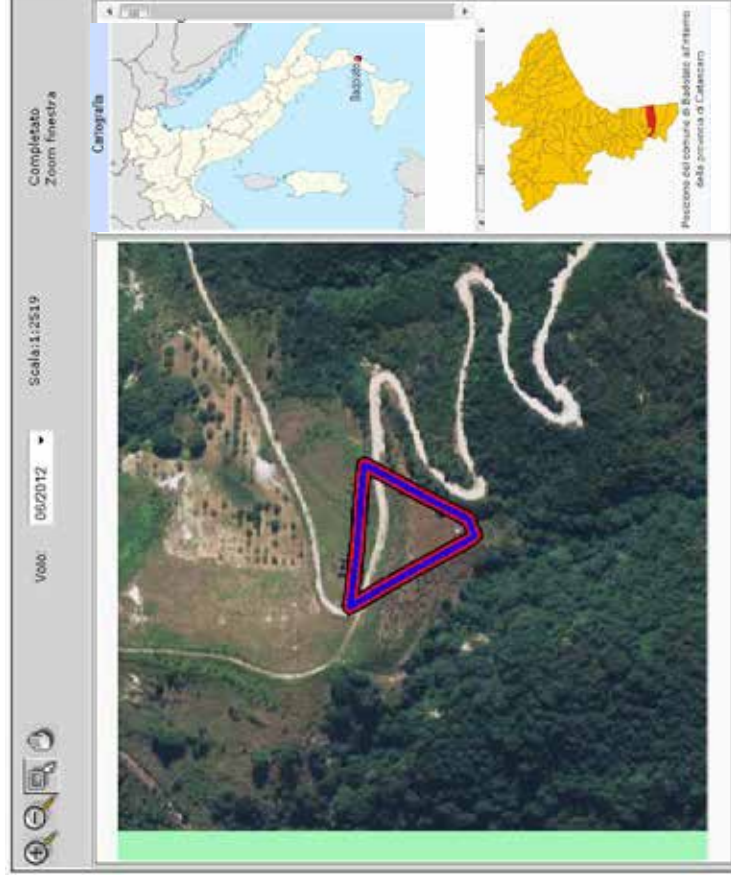 Volo: 06/2012
Scala:1:2519
Completato
Zoom finestra
Cartografia
Badolato
Posizione del comune di Badolato all'interno
della provincia di Catanzaro